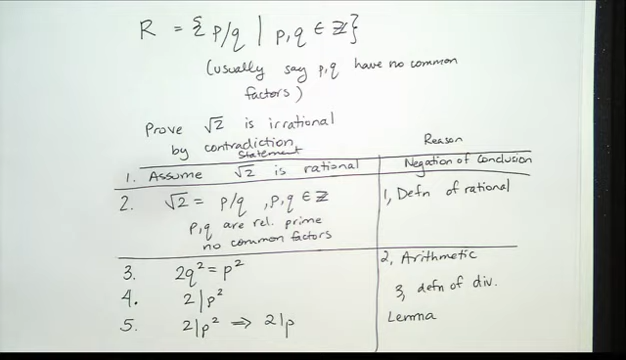 R = { p/q | p, q ∈ ℤ }
(usually say p, q have no common
factors)
Prove √2 is irrational
by contradiction
Statement
Reason
1. Assume √2 is rational
Negation of conclusion
2. √2 = p/q , p, q ∈ ℤ
1, Defn of rational
p, q are rel. prime
no common factors
3. 2q² = p²
2, Arithmetic
4. 2|p²
3, defn of div.
5. 2|p² ⟹ 2|p
Lemma